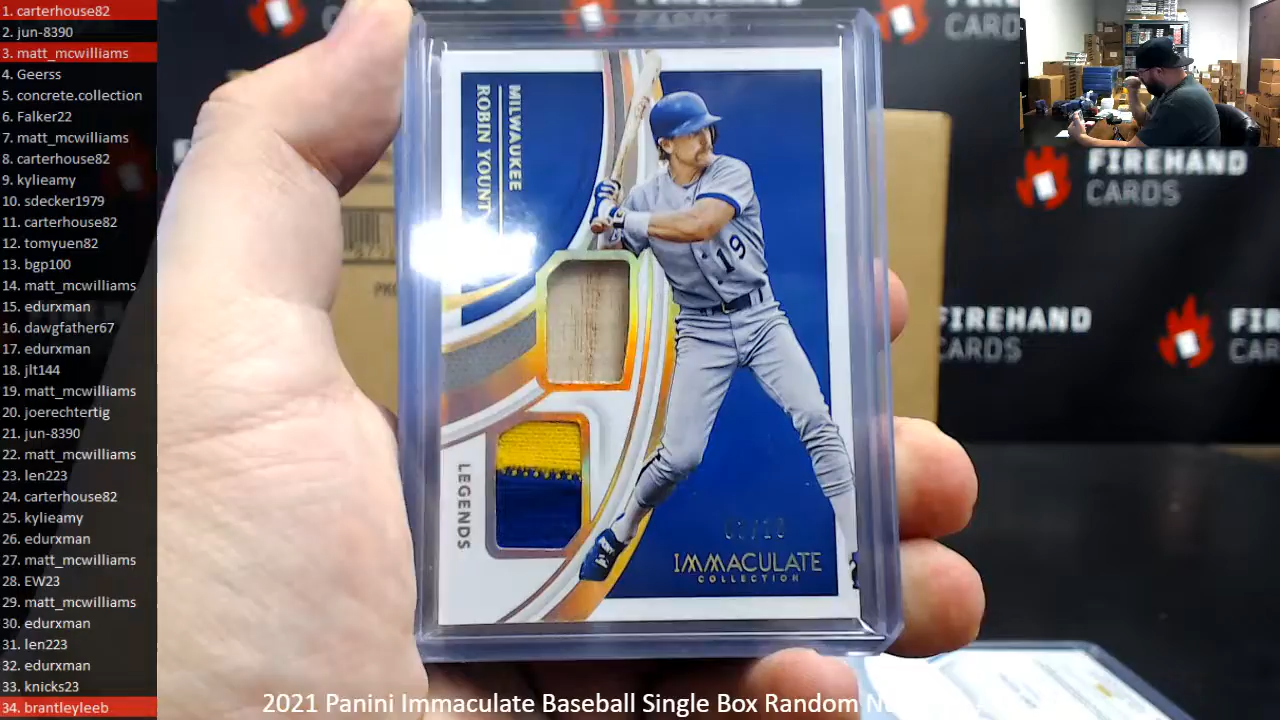 1. carterhouse82
2. jun-8390
3. matt_mcwilliams
4. Geerss
5. concrete.collection
6. Falker22
7. matt_mcwilliams
8. carterhouse82
9. kylieamy
10. sdecker1979
11. carterhouse82
12. tomyuen82
13. bgp100
14. matt_mcwilliams
15. edurxman
16. dawgfather67
17. edurxman
18. jlt144
19. matt_mcwilliams
20. joerechtertig
21. jun-8390
22. matt_mcwilliams
23. len223
24. carterhouse82
25. kylieamy
26. edurxman
27. matt_mcwilliams
28. EW23
29. matt_mcwilliams
30. edurxman
31. len223
32. edurxman
33. knicks23
34. brantleyleeb
MILWAUKEE
ROBIN YOUNT
19
LEGENDS
IMMACULATE
COLLECTION
FIREHAND
CARDS
FIREHAND
CARDS
2021 Panini Immaculate Baseball Single Box Random